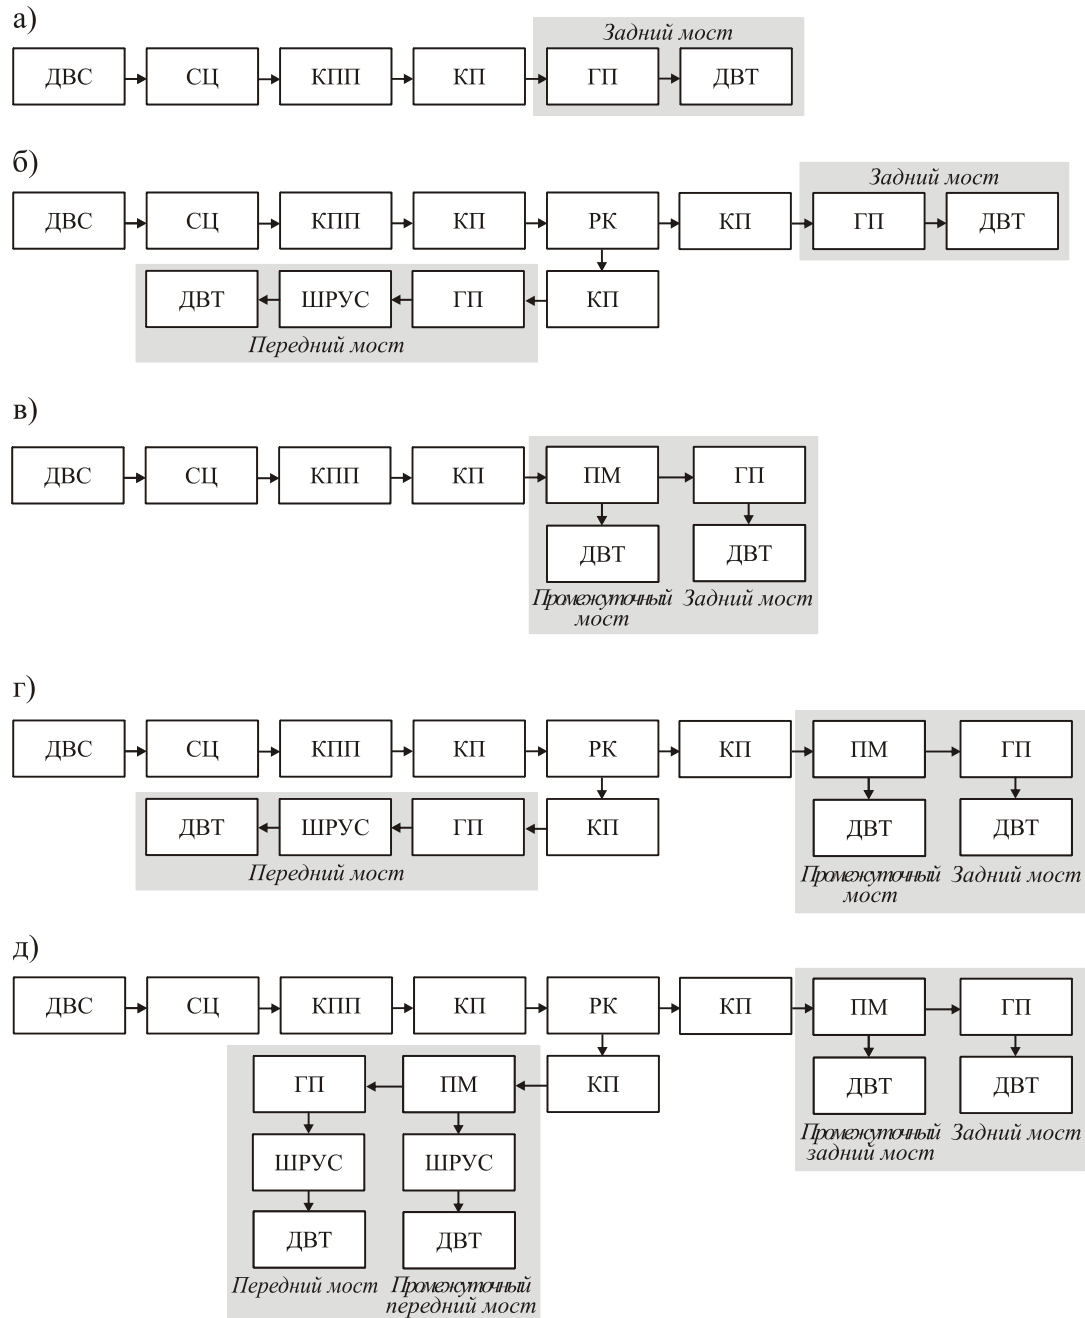 а)
Задний мост
ДВС СЦ КПП КП ГП ДВТ
б)
Задний мост
ДВС СЦ КПП КП РК КП ГП ДВТ
ДВТ ШРУС ГП КП
Передний мост
в)
ДВС СЦ КПП КП ПМ ГП
ДВТ ДВТ
Промежуточный Задний мост
мост
г)
ДВС СЦ КПП КП РК КП ПМ ГП
ДВТ ШРУС ГП КП ДВТ ДВТ
Передний мост Промежуточный Задний мост
мост
д)
ДВС СЦ КПП КП РК КП ПМ ГП
ГП ПМ КП ДВТ ДВТ
Промежуточный Задний мост
задний мост
ШРУС ШРУС
ДВТ ДВТ
Передний мост Промежуточный
передний мост